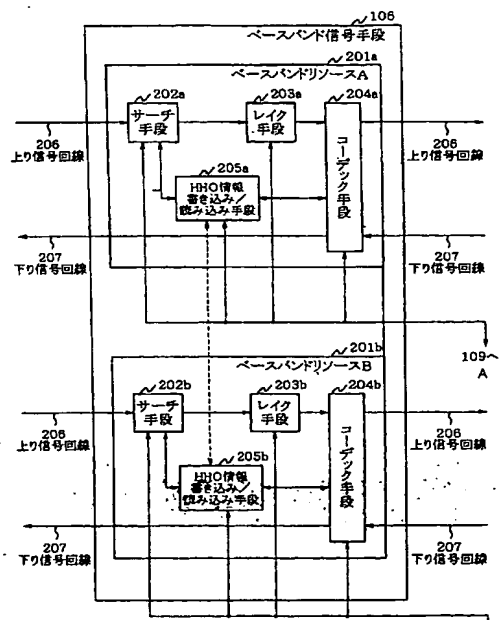 106
ベースバンド信号手段
201a
ベースバンドリソースA
202a
203a
204a
サーチ
手段
レイク
手段
コーデック手段
206
上り信号回線
206
上り信号回線
205a
HHO情報
書き込み/
読み込み手段
207
下り信号回線
207
下り信号回線
109へ
A
201b
ベースバンドリソースB
202b
203b
204b
サーチ
手段
レイク
手段
コーデック手段
206
上り信号回線
206
上り信号回線
205b
HHO情報
書き込み/
読み込み手段
207
下り信号回線
207
下り信号回線